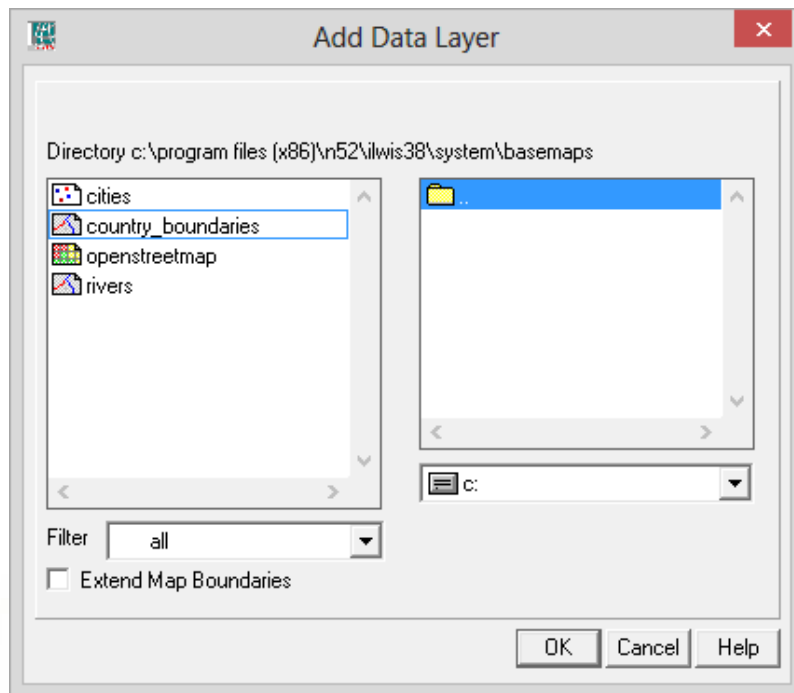 Add Data Layer
Directory c:\program files (x86)\n52\ilwis38\system\basemaps
cities
country_boundaries
openstreetmap
rivers
..
c:
Filter all
Extend Map Boundaries
OK Cancel Help